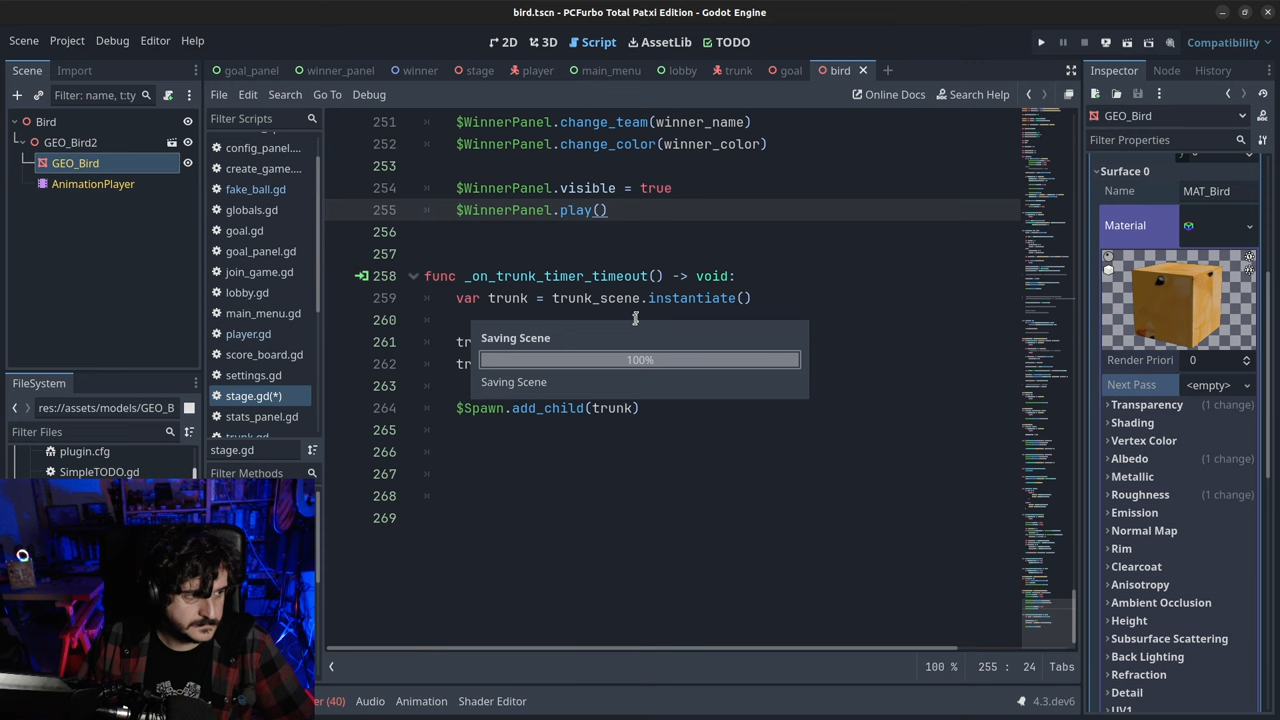 bird.tscn - PCFurbo Total Patxi Edition - Godot Engine
Scene Project Debug Editor Help
2D 3D Script AssetLib TODO
Compatibility
Scene Import
goal_panel winner_panel winner stage player main_menu lobby trunk goal bird
Inspector Node History
Filter: name, t:ty
File Edit Search Go To Debug
Online Docs Search Help
Bird
GEO_Bird2
GEO_Bird
AnimationPlayer
Filter Scripts
config_panel....
create_game....
fake_ball.gd
globals.gd
goal.gd
goal_panel.gd
join_game.gd
lobby.gd
main_menu.gd
player.gd
score_board.gd
settings.gd
stage.gd(*)
stats_panel.gd
stage.gd
Filter Methods
FileSystem
res://assets/models/GEO_B
Filter Files
plugin.cfg
SimpleTODO.gd
251 $WinnerPanel.change_team(winner_name)
252 $WinnerPanel.change_color(winner_color)
253
254 $WinnerPanel.visible = true
255 $WinnerPanel.play()
256
257
258 func _on_trunk_timer_timeout() -> void:
259 var trunk = trunk_scene.instantiate()
260
261 tr
262 tr
263
264 $Spawn.add_child(trunk)
265
266
267
268
269
Saving Scene
100%
Saving Scene
100 % 255 : 24 Tabs
(40) Audio Animation Shader Editor
4.3.dev6
GEO_Bird
Filter Properties
Surface 0
Name MAT_Bird
Material
Render Priori
Next Pass <empty>
Transparency (1 change)
Shading
Vertex Color
Albedo (1 change)
Metallic
Roughness (1 change)
Emission
Normal Map
Rim
Clearcoat
Anisotropy
Ambient Occlusion
Height
Subsurface Scattering
Back Lighting
Refraction
Detail
UV1